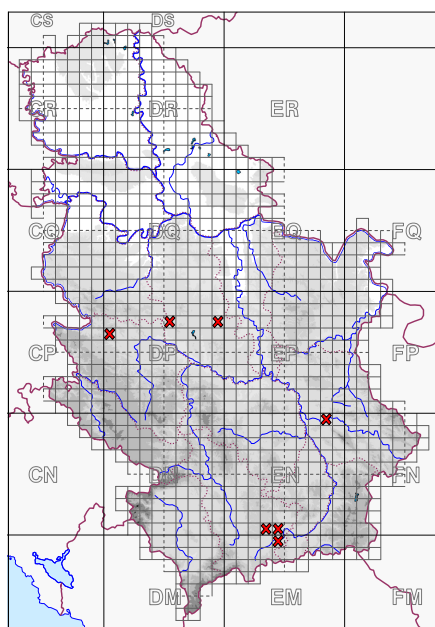 CS DS
CR DR ER
CQ DQ EQ FQ
CP DP EP FP
CN DN EN FN
DM EM FM